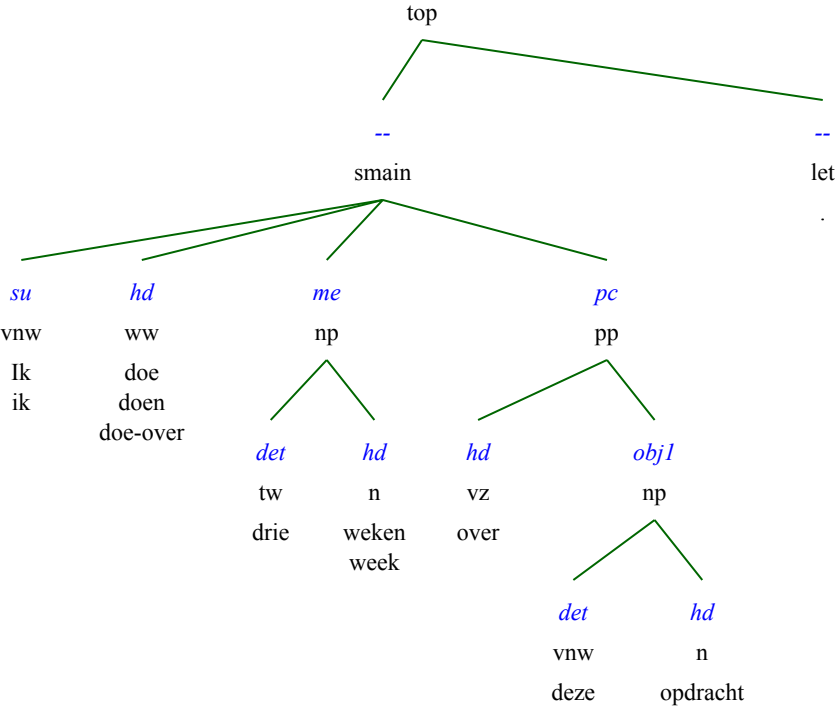 top
-- --
smain let
.
su hd me pc
vnw ww np pp
Ik doe
ik doen
doe-over
det hd hd obj1
tw n vz np
drie weken over
week
det hd
vnw n
deze opdracht